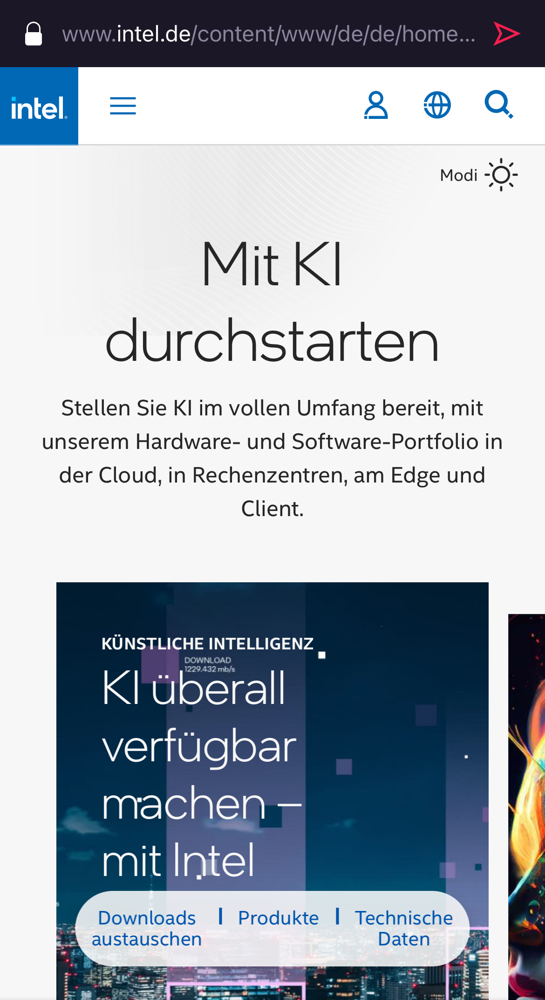 www.intel.de/content/www/de/de/home...
intel®
Modi
Mit KI
durchstarten
Stellen Sie KI im vollen Umfang bereit, mit
unserem Hardware- und Software-Portfolio in
der Cloud, in Rechenzentren, am Edge und
Client.
KÜNSTLICHE INTELLIGENZ
DOWNLOAD
1229.432 mb/s
KI überall
verfügbar
machen –
mit Intel
Downloads austauschen | Produkte | Technische Daten